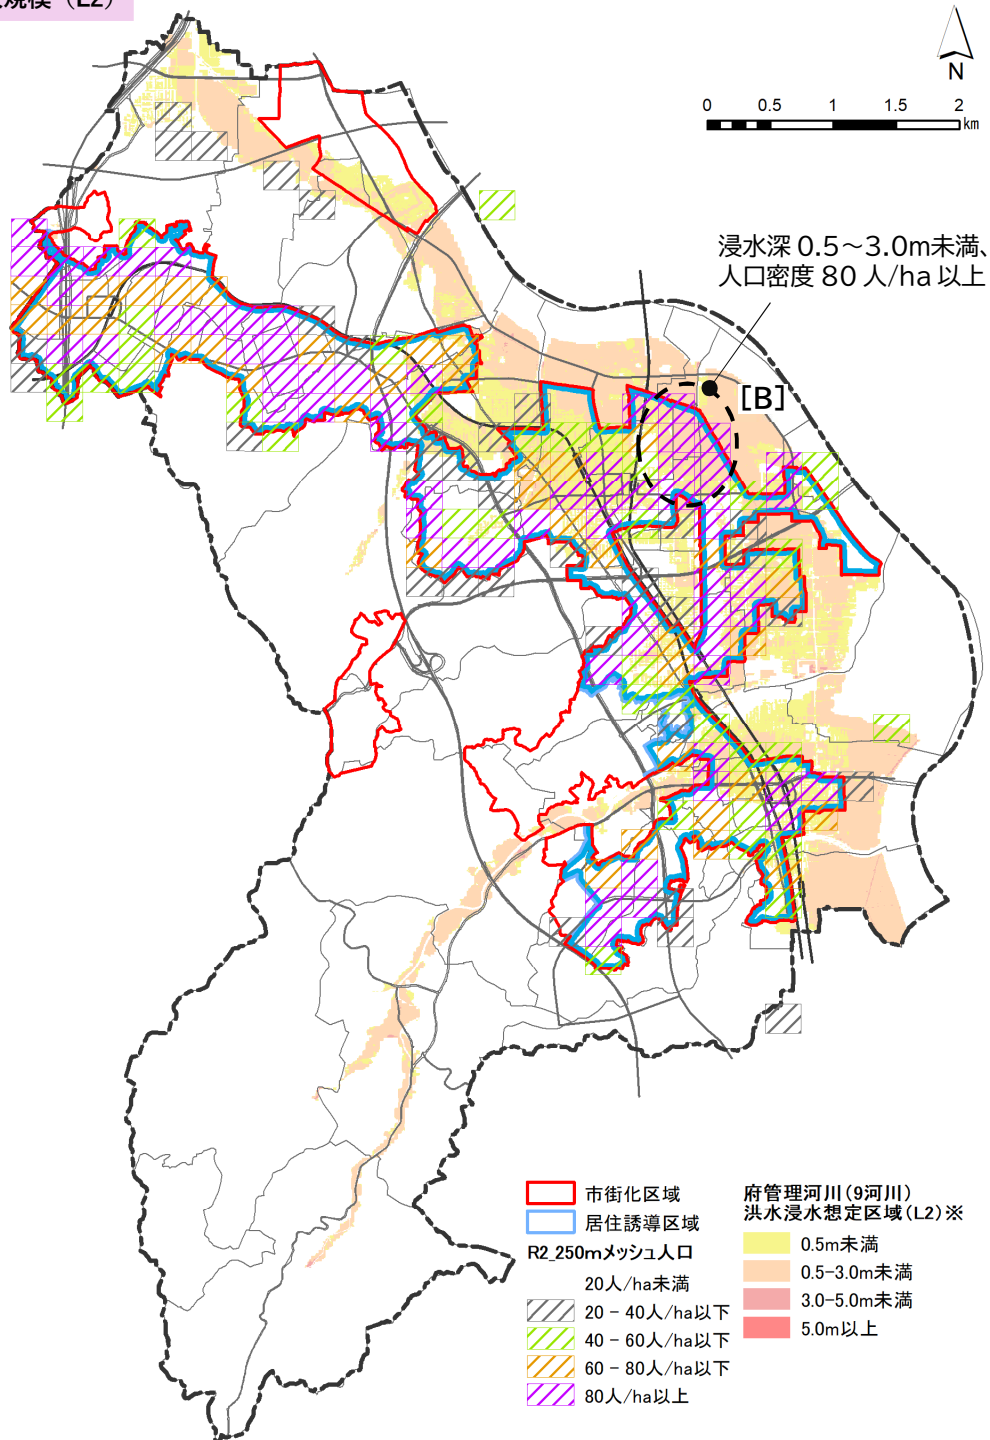 規模（L2）
N
0 0.5 1 1.5 2
km
浸水深 0.5～3.0m未満、
人口密度 80 人/ha 以上
[B]
市街化区域
居住誘導区域
R2_250mメッシュ人口
20人/ha未満
20 - 40人/ha以下
40 - 60人/ha以下
60 - 80人/ha以下
80人/ha以上
府管理河川（9河川）
洪水浸水想定区域（L2）※
0.5m未満
0.5-3.0m未満
3.0-5.0m未満
5.0m以上